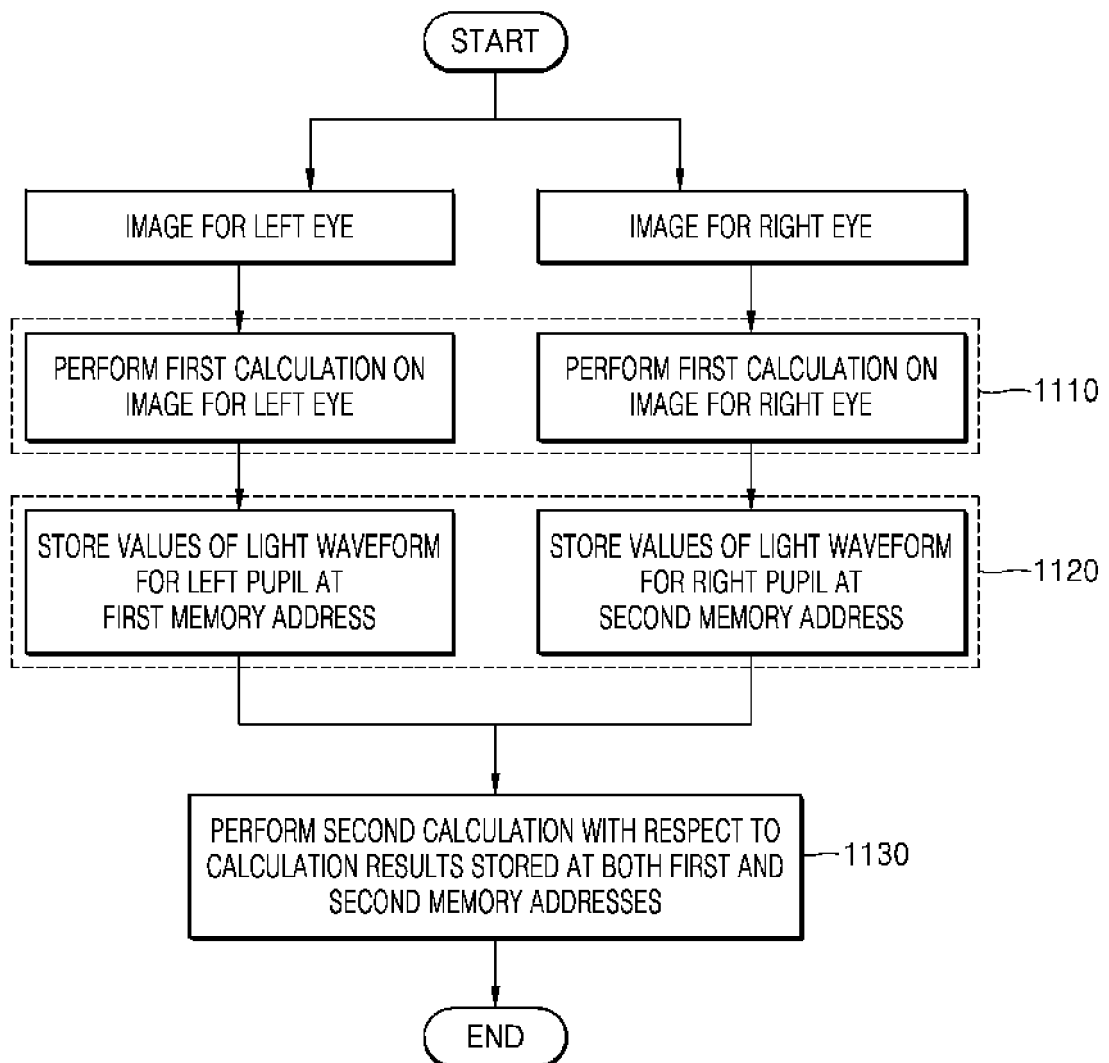 START
IMAGE FOR LEFT EYE
IMAGE FOR RIGHT EYE
PERFORM FIRST CALCULATION ON
IMAGE FOR LEFT EYE
PERFORM FIRST CALCULATION ON
IMAGE FOR RIGHT EYE
1110
STORE VALUES OF LIGHT WAVEFORM
FOR LEFT PUPIL AT
FIRST MEMORY ADDRESS
STORE VALUES OF LIGHT WAVEFORM
FOR RIGHT PUPIL AT
SECOND MEMORY ADDRESS
1120
PERFORM SECOND CALCULATION WITH RESPECT TO
CALCULATION RESULTS STORED AT BOTH FIRST AND
SECOND MEMORY ADDRESSES
1130
END